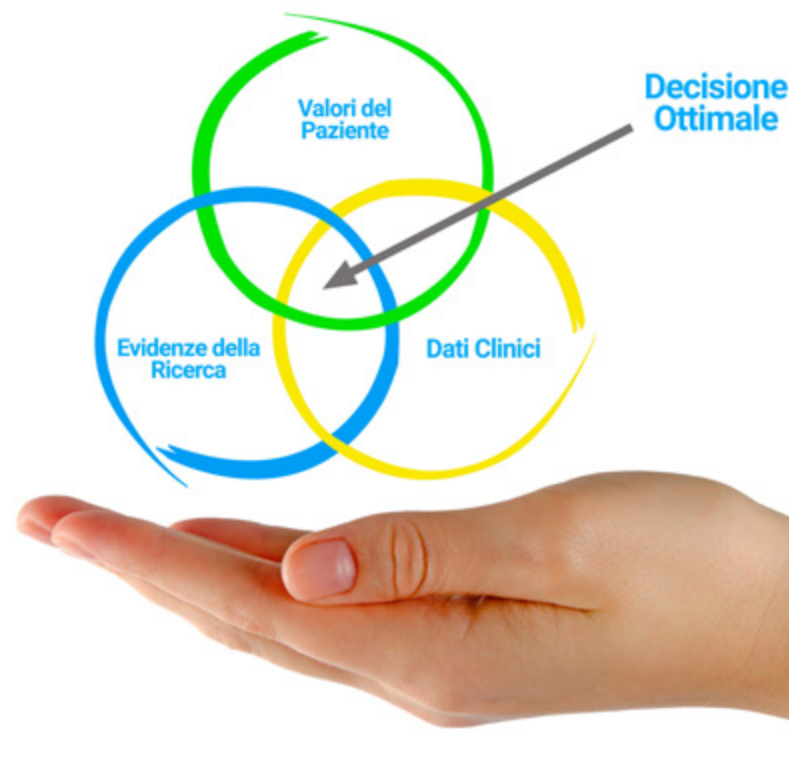 Valori del
Paziente
Decisione
Ottimale
Evidenze della
Ricerca
Dati Clinici